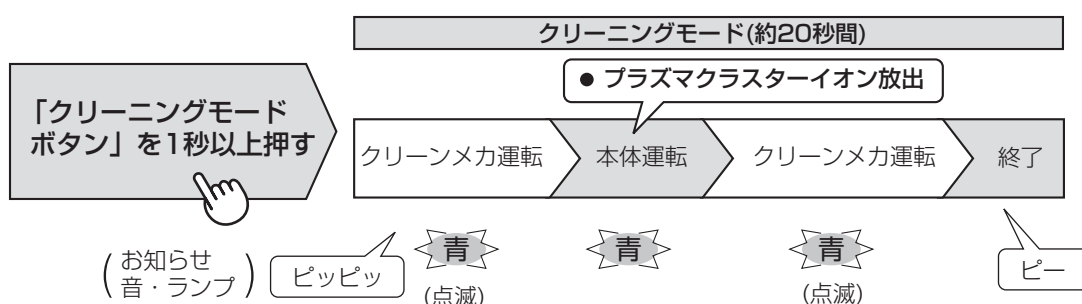 クリーニングモード(約20秒間)
● プラズマクラスターイオン放出
「クリーニングモード
ボタン」を1秒以上押す
クリーンメカ運転
本体運転
クリーンメカ運転
終了
お知らせ
音・ランプ
ピッピッ
青
(点滅)
青
青
(点滅)
ピー